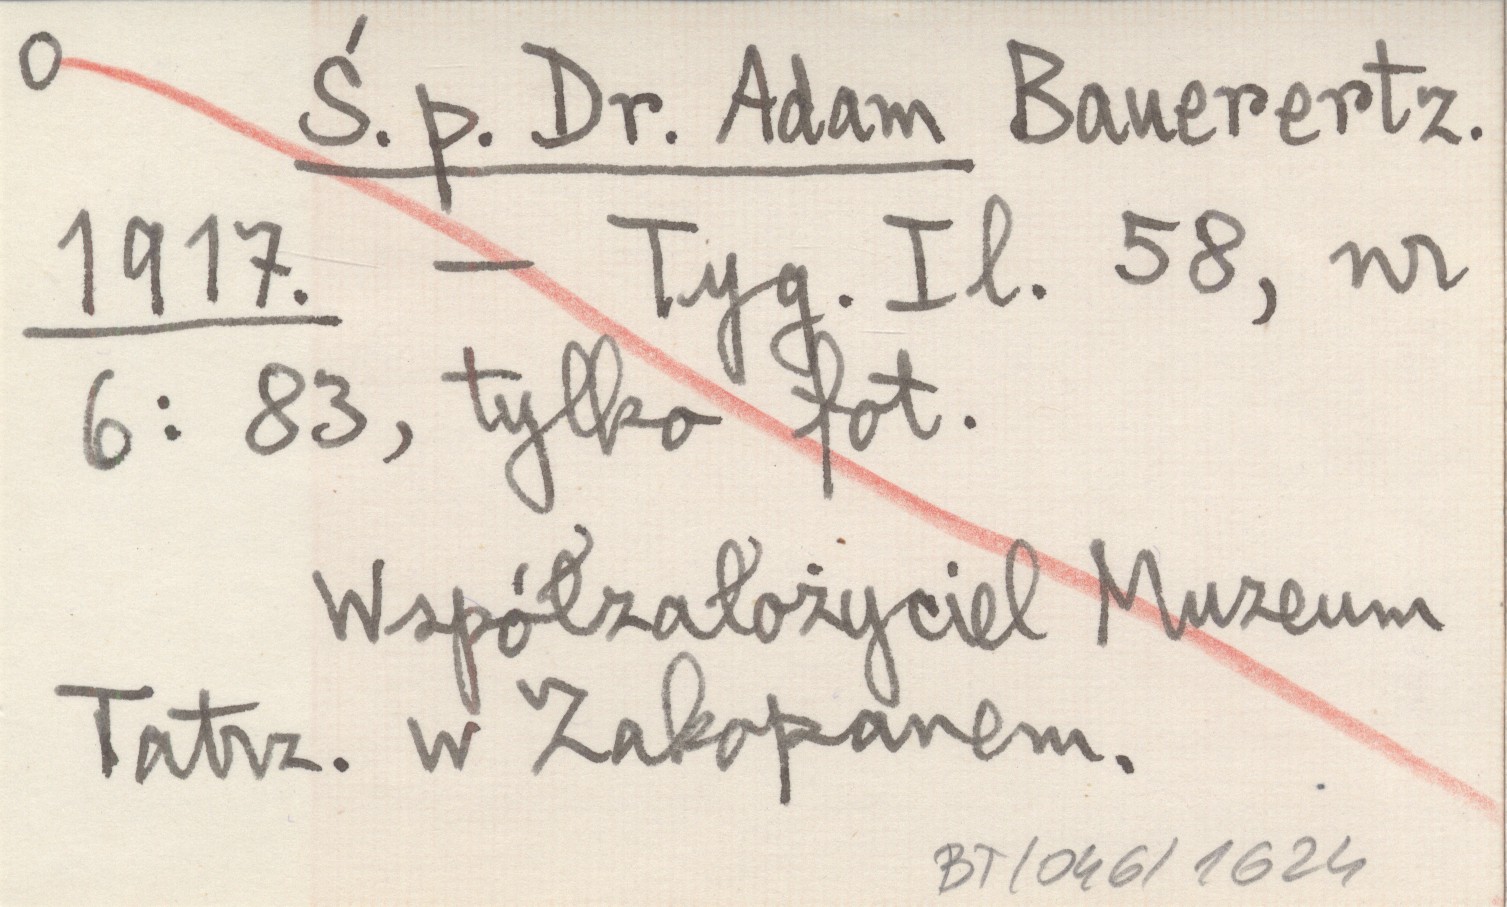 O Ś. p. Dr. Adam Bauerertz.
1917. — Tyg. Il. 58, nr
6: 83, tylko fot.
Współzałożyciel Muzeum
Tatrz. w Zakopanem.
BT/046/1624